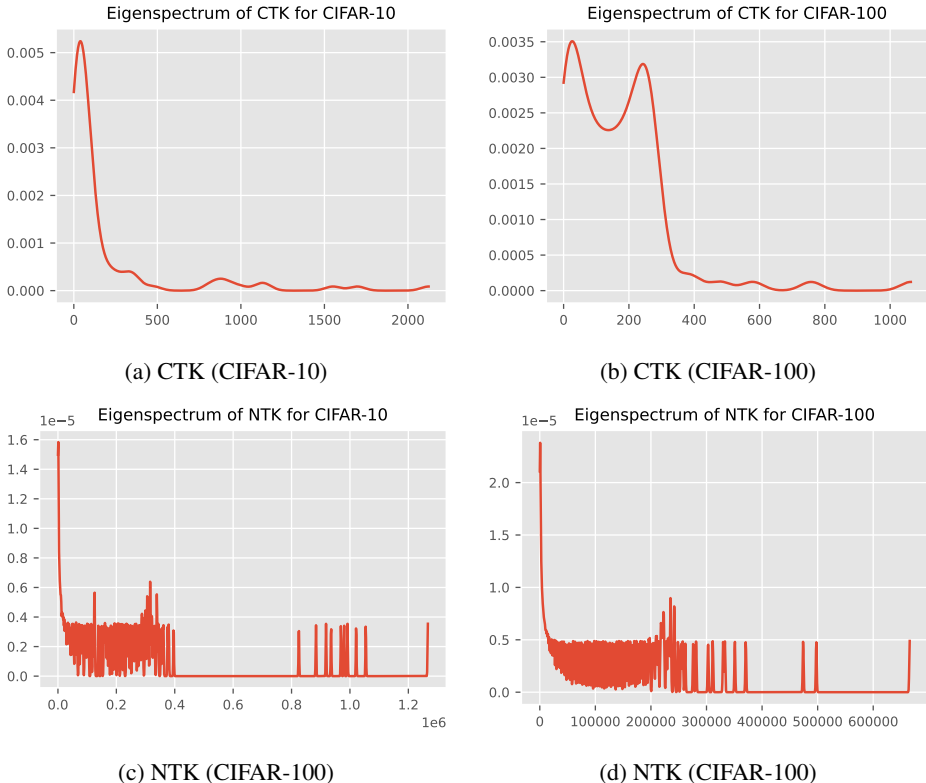 Eigenspectrum of CTK for CIFAR-10
0.005
0.004
0.003
0.002
0.001
0.000
0 500 1000 1500 2000
(a) CTK (CIFAR-10)
Eigenspectrum of CTK for CIFAR-100
0.0035
0.0030
0.0025
0.0020
0.0015
0.0010
0.0005
0.0000
0 200 400 600 800 1000
(b) CTK (CIFAR-100)
Eigenspectrum of NTK for CIFAR-10
1e−5
1.6
1.4
1.2
1.0
0.8
0.6
0.4
0.2
0.0
0.0 0.2 0.4 0.6 0.8 1.0 1.2
1e6
(c) NTK (CIFAR-100)
Eigenspectrum of NTK for CIFAR-100
1e−5
2.0
1.5
1.0
0.5
0.0
0 100000 200000 300000 400000 500000 600000
(d) NTK (CIFAR-100)